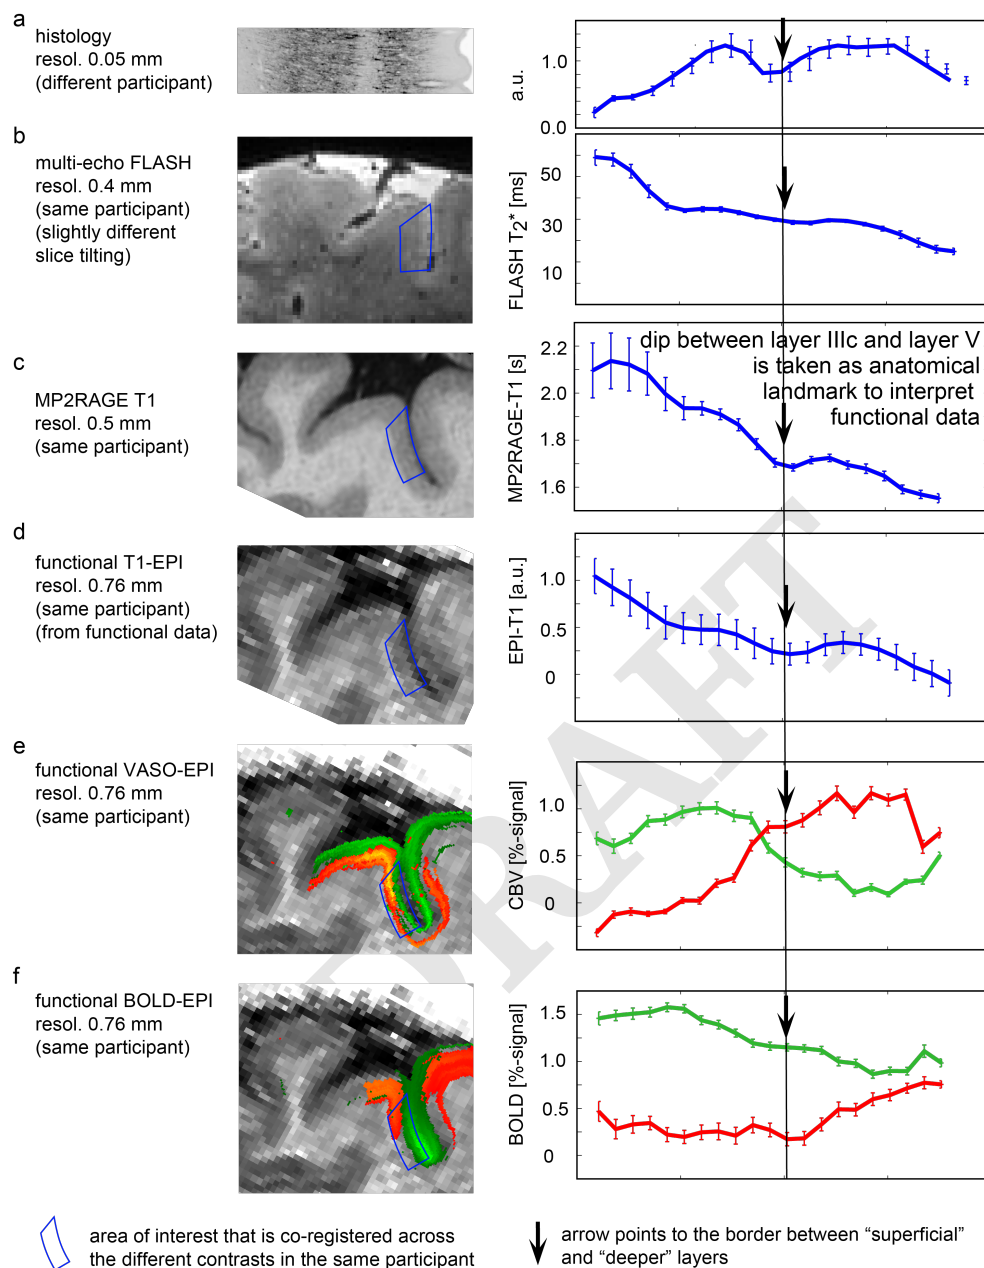 a
histology
resol. 0.05 mm
(different participant)
a.u.
1.0
0.0
b
multi-echo FLASH
resol. 0.4 mm
(same participant)
(slightly different
slice tilting)
FLASH T2* [ms]
50
30
10
c
MP2RAGE T1
resol. 0.5 mm
(same participant)
MP2RAGE-T1 [s]
2.2
2.0
1.8
1.6
dip between layer IIIc and layer V
is taken as anatomical
landmark to interpret
functional data
d
functional T1-EPI
resol. 0.76 mm
(same participant)
(from functional data)
EPI-T1 [a.u.]
1.0
0.5
0
e
functional VASO-EPI
resol. 0.76 mm
(same participant)
CBV [%-signal]
1.0
0.5
0
f
functional BOLD-EPI
resol. 0.76 mm
(same participant)
BOLD [%-signal]
1.5
1.0
0.5
0
DRAFT
area of interest that is co-registered across
the different contrasts in the same participant
arrow points to the border between “superficial”
and “deeper” layers